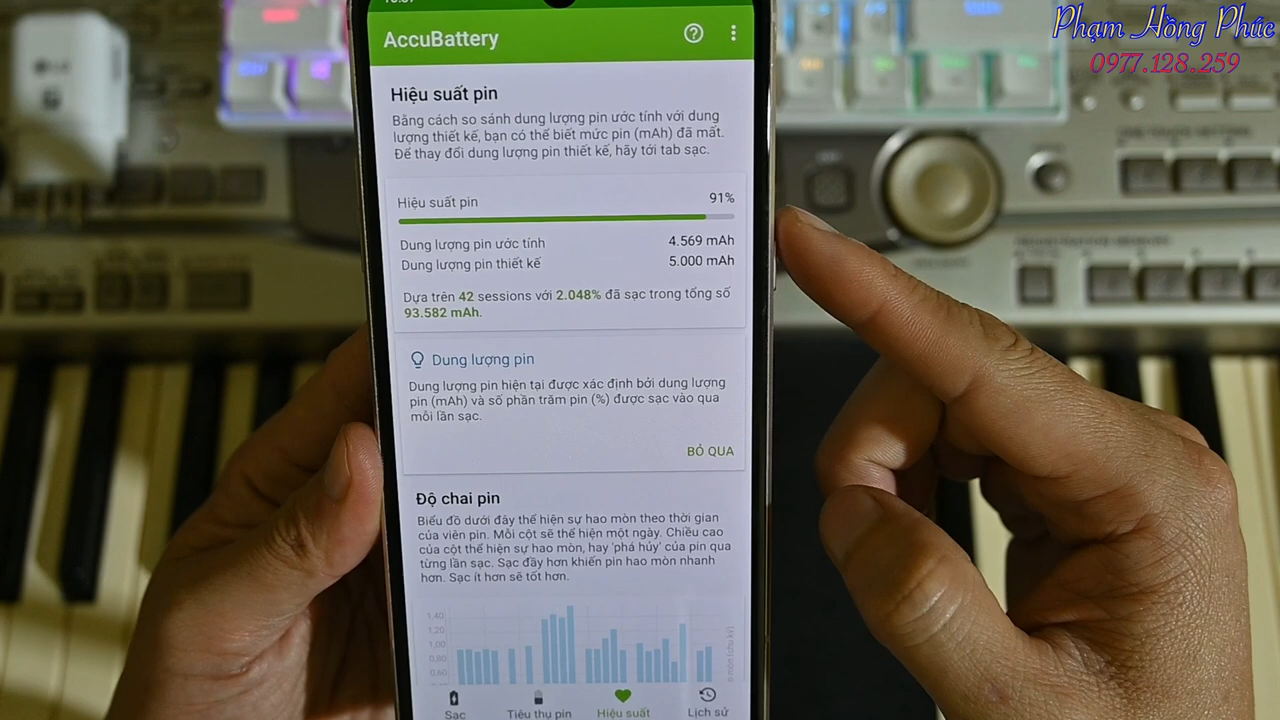 Phạm Hồng Phúc
0977.128.259
AccuBattery
Hiệu suất pin
Bằng cách so sánh dung lượng pin ước tính với dung
lượng thiết kế, bạn có thể biết mức pin (mAh) đã mất.
Để thay đổi dung lượng pin thiết kế, hãy tới tab sạc.
Hiệu suất pin 91%
Dung lượng pin ước tính 4.569 mAh
Dung lượng pin thiết kế 5.000 mAh
Dựa trên 42 sessions với 2.048% đã sạc trong tổng số
93.582 mAh.
Dung lượng pin
Dung lượng pin hiện tại được xác định bởi dung lượng
pin (mAh) và số phần trăm pin (%) được sạc vào qua
mỗi lần sạc.
BỎ QUA
Độ chai pin
Biểu đồ dưới đây thể hiện sự hao mòn theo thời gian
của viên pin. Mỗi cột sẽ thể hiện một ngày. Chiều cao
của cột thể hiện sự hao mòn, hay 'phá hủy' của pin qua
từng lần sạc. Sạc đầy hơn khiến pin hao mòn nhanh
hơn. Sạc ít hơn sẽ tốt hơn.
1,40
1,20
1,00
0,80
0,60
mòn (chu kỳ)
Sạc Tiêu thụ pin Hiệu suất Lịch sử